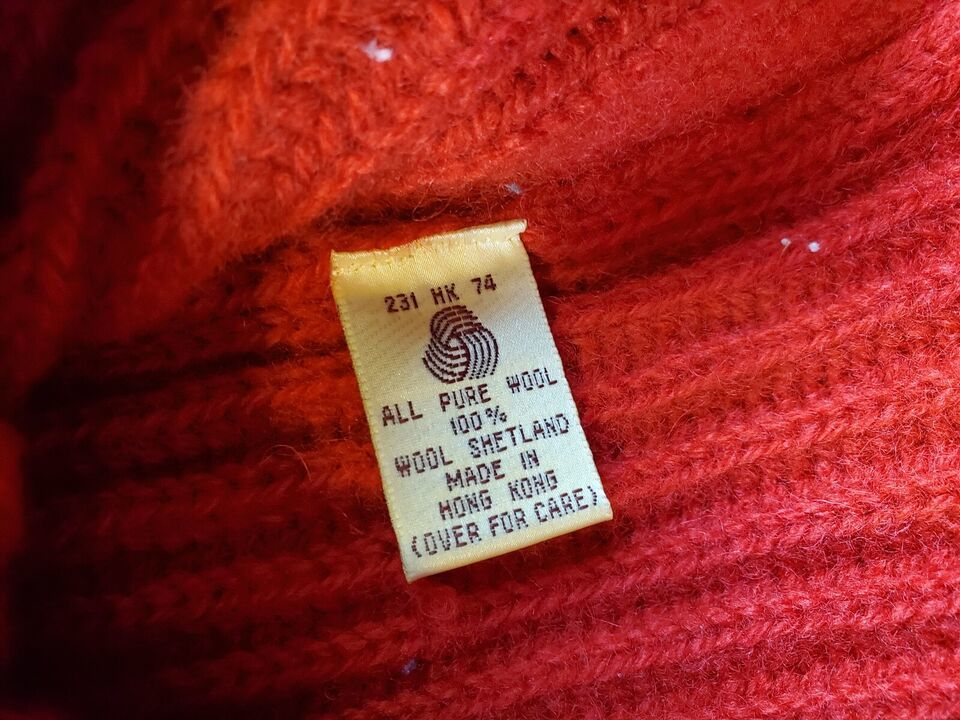 231 HK 74
ALL PURE WOOL
100%
WOOL SHETLAND
MADE IN
HONG KONG
(OVER FOR CARE)